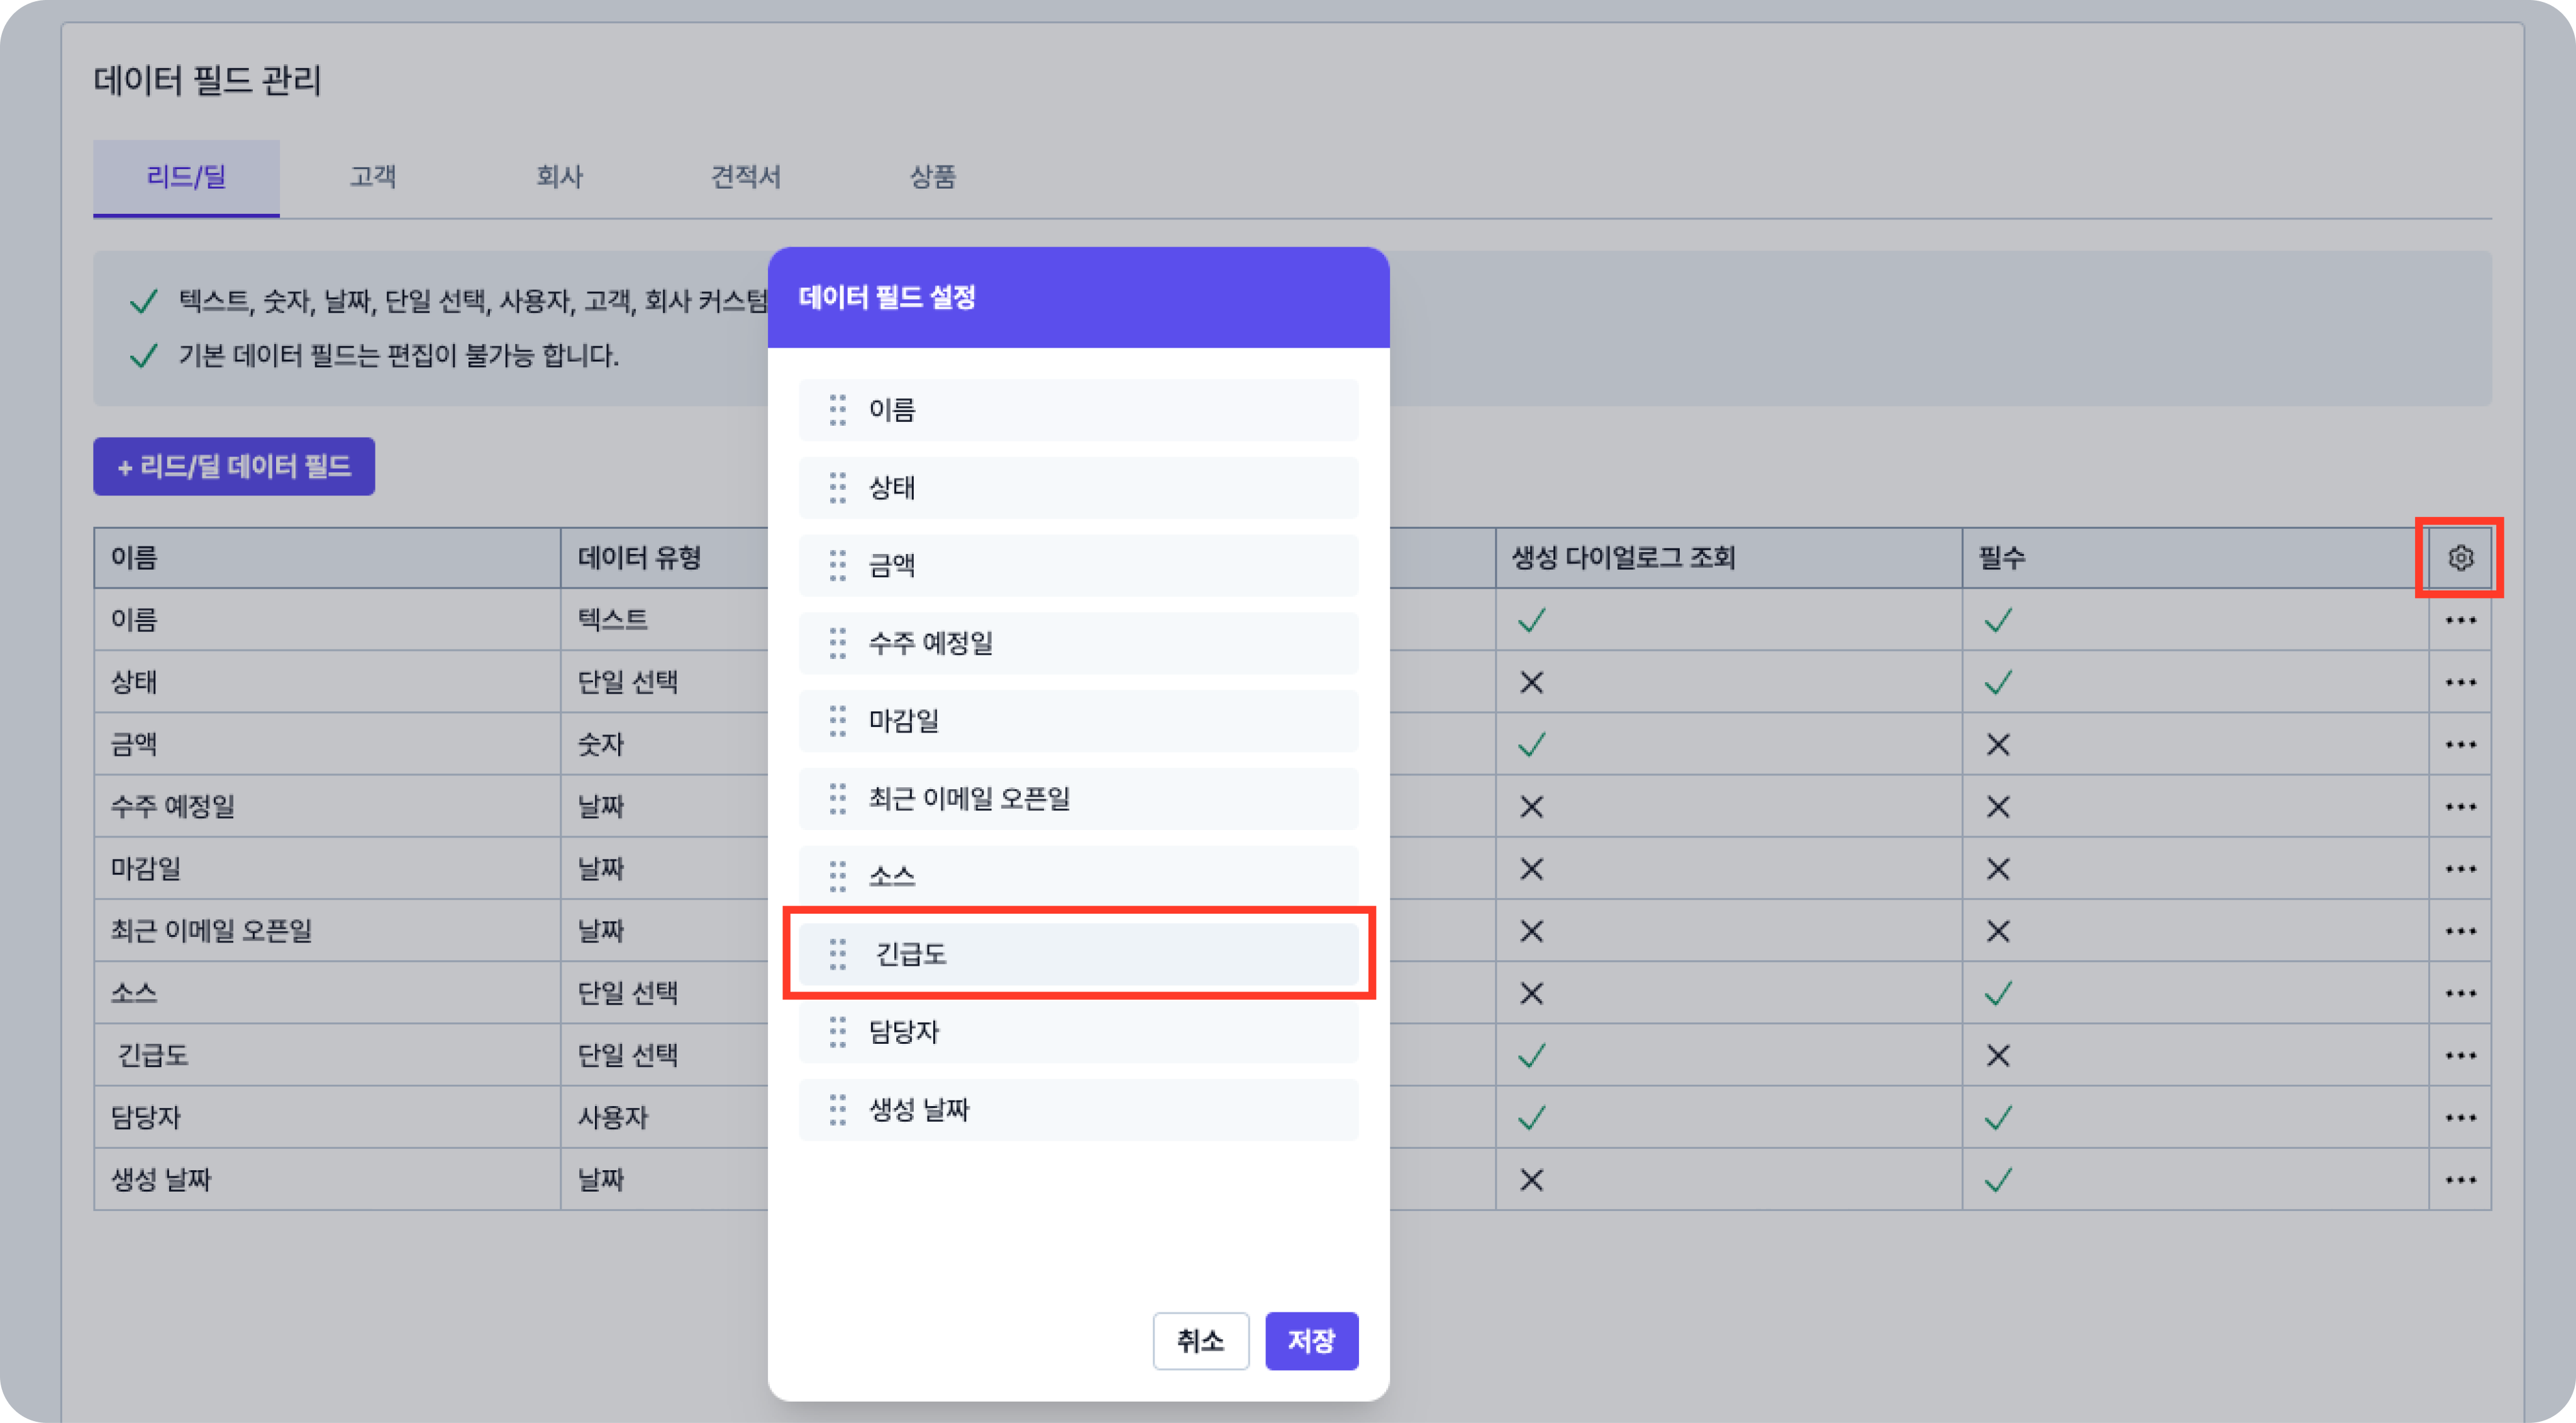 데이터 필드 관리
리드/딜 고객 회사 견적서 상품
텍스트, 숫자, 날짜, 단일 선택, 사용자, 고객, 회사 커스텀
기본 데이터 필드는 편집이 불가능 합니다.
+ 리드/딜 데이터 필드
이름 데이터 유형 생성 다이얼로그 조회 필수
이름 텍스트
상태 단일 선택
금액 숫자
수주 예정일 날짜
마감일 날짜
최근 이메일 오픈일 날짜
소스 단일 선택
긴급도 단일 선택
담당자 사용자
생성 날짜 날짜
데이터 필드 설정
이름
상태
금액
수주 예정일
마감일
최근 이메일 오픈일
소스
긴급도
담당자
생성 날짜
취소 저장